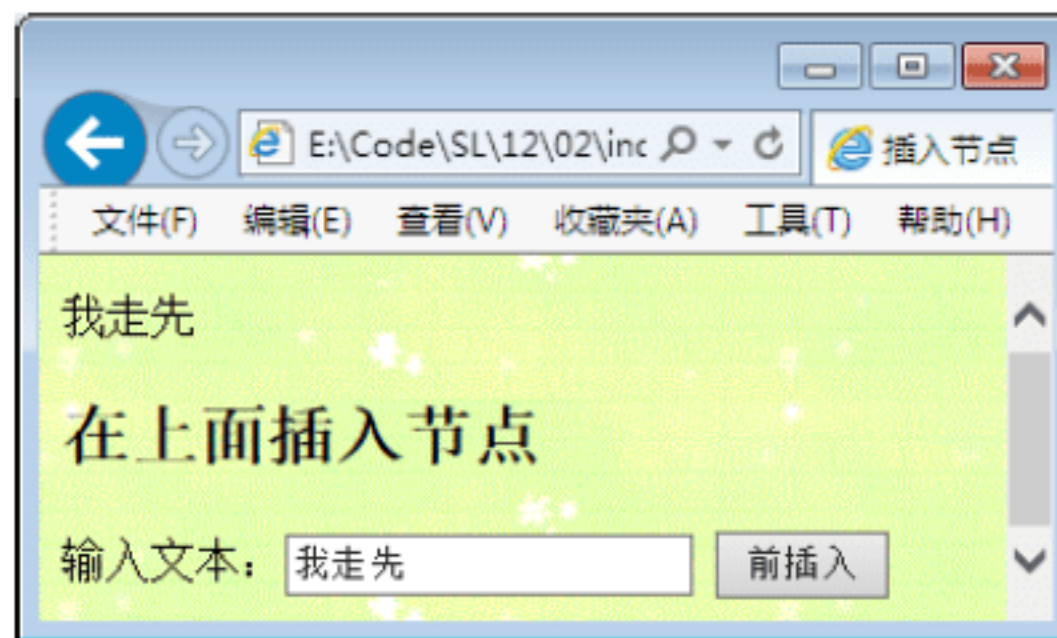 E:\Code\SL\12\02\inc
插入节点
文件(F) 编辑(E) 查看(V) 收藏夹(A) 工具(T) 帮助(H)
我走先
在上面插入节点
输入文本： 我走先 前插入